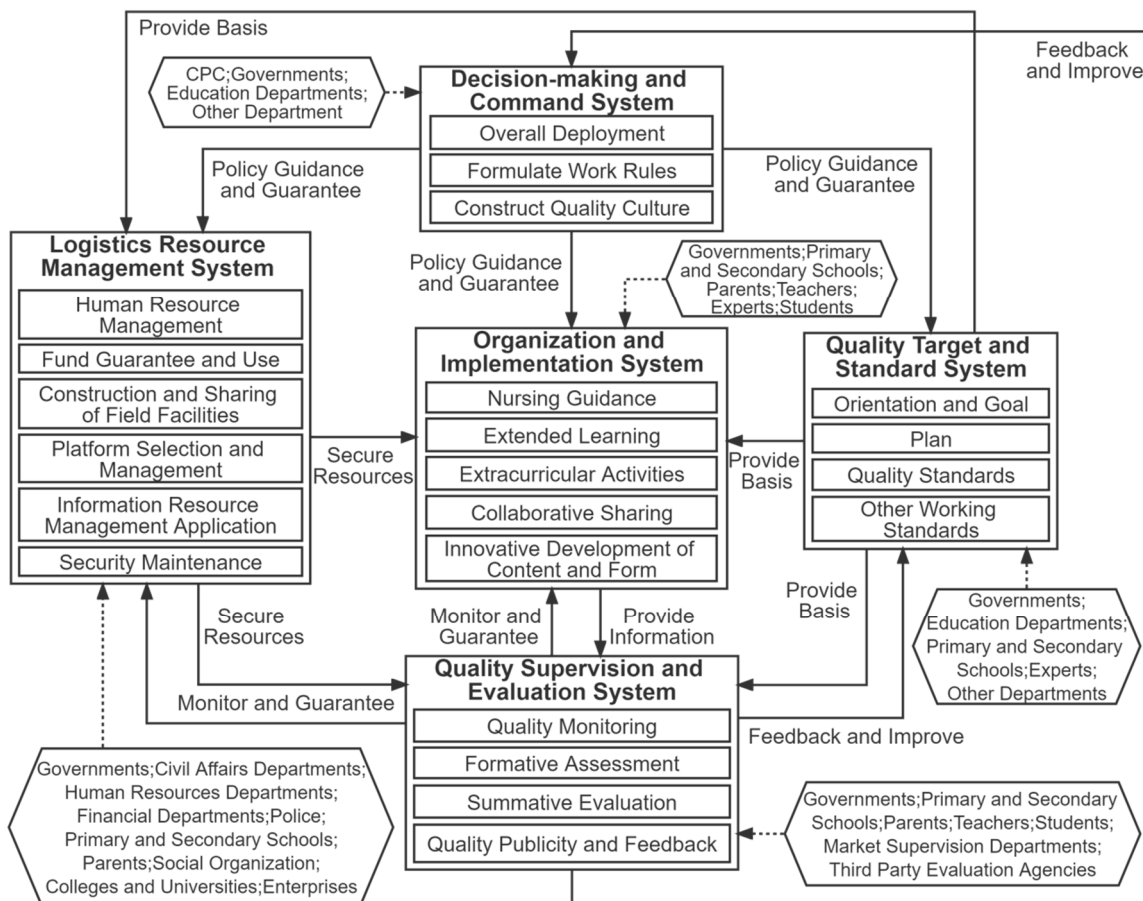 Provide Basis
Feedback
and Improve
CPC;Governments;
Education Departments;
Other Department
Decision-making and
Command System
Overall Deployment
Formulate Work Rules
Construct Quality Culture
Policy Guidance
and Guarantee
Policy Guidance
and Guarantee
Policy Guidance
and Guarantee
Governments;Primary
and Secondary Schools;
Parents;Teachers;
Experts;Students
Logistics Resource
Management System
Human Resource
Management
Fund Guarantee and Use
Construction and Sharing
of Field Facilities
Platform Selection and
Management
Information Resource
Management Application
Security Maintenance
Secure
Resources
Organization and
Implementation System
Nursing Guidance
Extended Learning
Extracurricular Activities
Collaborative Sharing
Innovative Development of
Content and Form
Provide
Basis
Quality Target and
Standard System
Orientation and Goal
Plan
Quality Standards
Other Working
Standards
Secure
Resources
Monitor and
Guarantee
Provide
Information
Provide
Basis
Governments;
Education Departments;
Primary and Secondary
Schools;Experts;
Other Departments
Monitor and Guarantee
Quality Supervision and
Evaluation System
Quality Monitoring
Formative Assessment
Summative Evaluation
Quality Publicity and Feedback
Feedback and Improve
Governments;Civil Affairs Departments;
Human Resources Departments;
Financial Departments;Police;
Primary and Secondary Schools;
Parents;Social Organization;
Colleges and Universities;Enterprises
Governments;Primary and Secondary
Schools;Parents;Teachers;Students;
Market Supervision Departments;
Third Party Evaluation Agencies